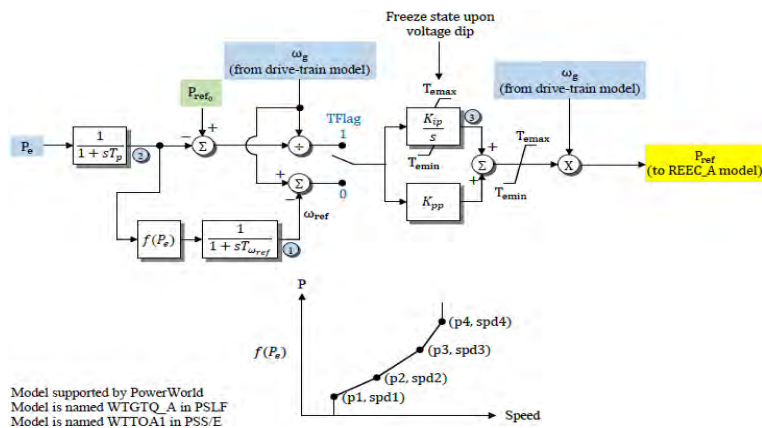 Freeze state upon
voltage dip
ω_g
(from drive-train model)
ω_g
(from drive-train model)
P_ref₀
T_emax
TFlag
1
K_ip
s
3
T_emin
T_emax
T_emin
P_e
1
1 + sT_p
2
−
+
Σ
÷
+
Σ
−
0
+
Σ
+
X
P_ref
(to REEC_A model)
ω_ref
K_pp
f(P_e)
1
1 + sT_ω_ref
1
P
f(P_e)
(p4, spd4)
(p3, spd3)
(p2, spd2)
(p1, spd1)
Speed
Model supported by PowerWorld
Model is named WTGTQ_A in PSLF
Model is named WTTQA1 in PSS/E